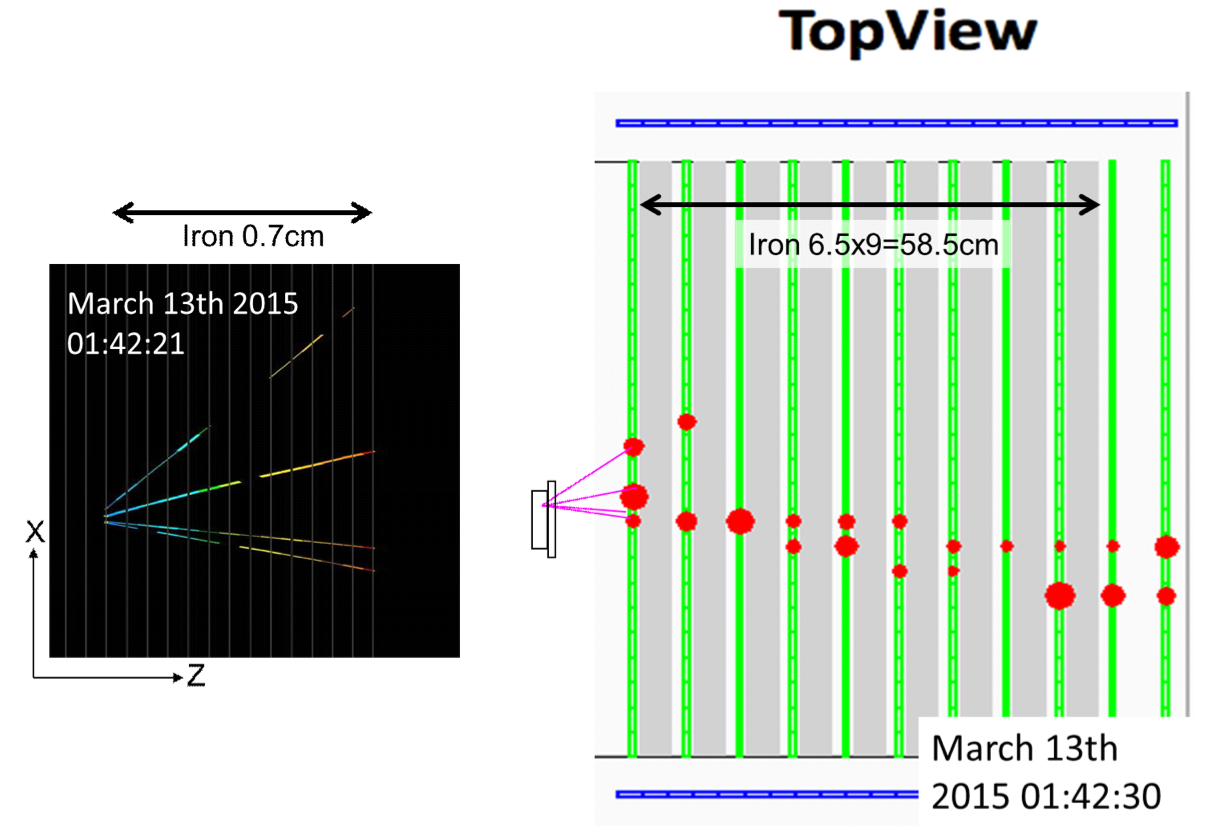 TopView
Iron 0.7cm
Iron 6.5x9=58.5cm
March 13th 2015
01:42:21
X
Z
March 13th
2015 01:42:30